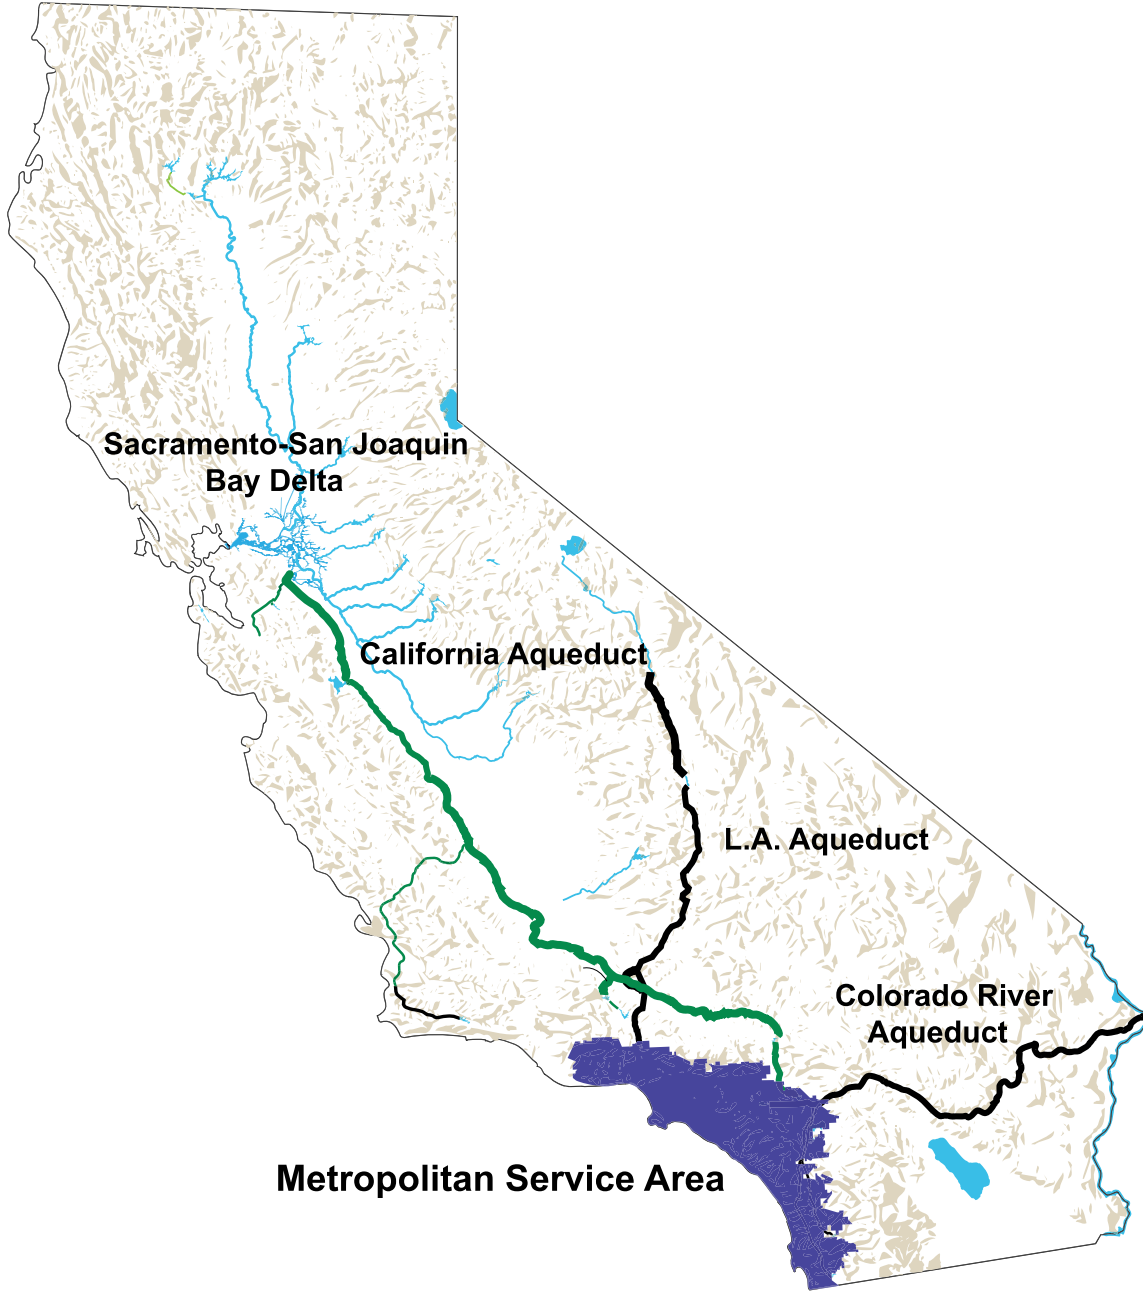 Sacramento-San Joaquin
Bay Delta
California Aqueduct
L.A. Aqueduct
Colorado River
Aqueduct
Metropolitan Service Area